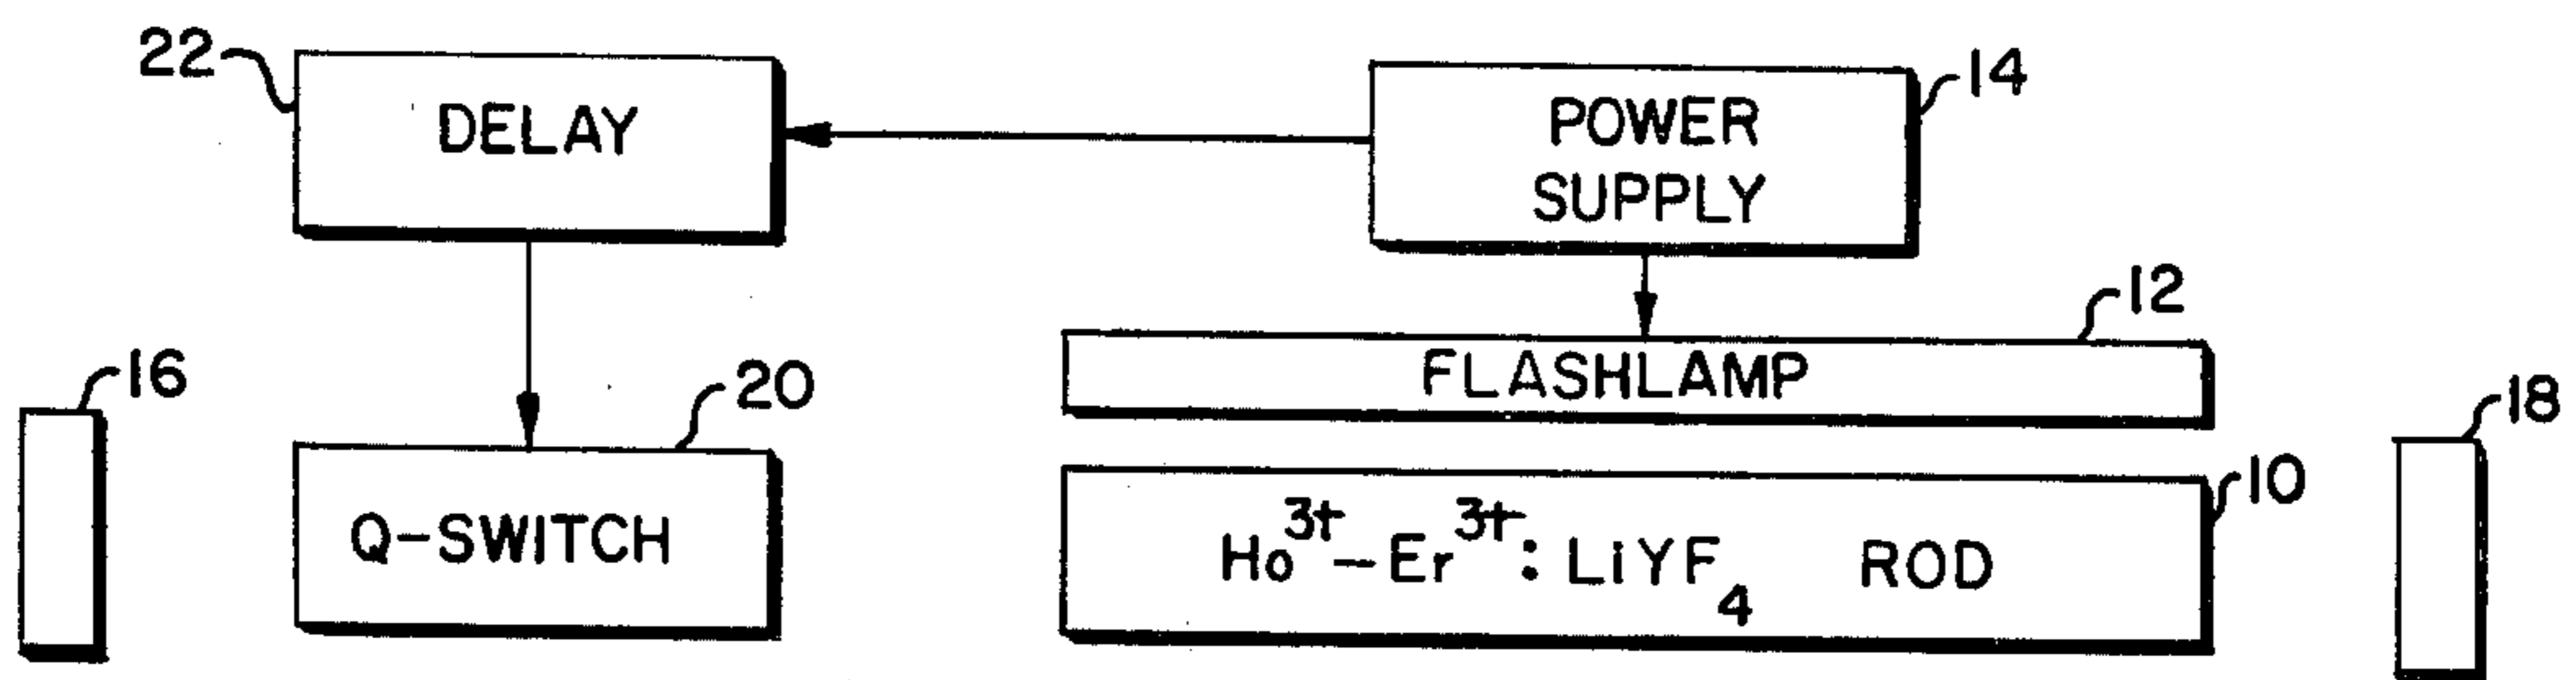 22
DELAY
POWER
SUPPLY
14
12
FLASHLAMP
16
20
18
Q-SWITCH
Ho³⁺-Er³⁺: LiYF₄ ROD
10